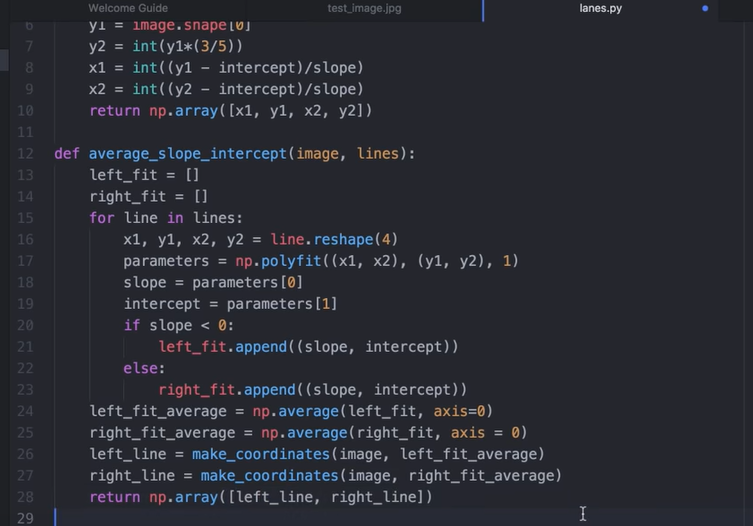 Welcome Guide test_image.jpg lanes.py
6 y1 = image.shape[0]
7 y2 = int(y1*(3/5))
8 x1 = int((y1 - intercept)/slope)
9 x2 = int((y2 - intercept)/slope)
10 return np.array([x1, y1, x2, y2])
11
12 def average_slope_intercept(image, lines):
13 left_fit = []
14 right_fit = []
15 for line in lines:
16 x1, y1, x2, y2 = line.reshape(4)
17 parameters = np.polyfit((x1, x2), (y1, y2), 1)
18 slope = parameters[0]
19 intercept = parameters[1]
20 if slope < 0:
21 left_fit.append((slope, intercept))
22 else:
23 right_fit.append((slope, intercept))
24 left_fit_average = np.average(left_fit, axis=0)
25 right_fit_average = np.average(right_fit, axis = 0)
26 left_line = make_coordinates(image, left_fit_average)
27 right_line = make_coordinates(image, right_fit_average)
28 return np.array([left_line, right_line])
29